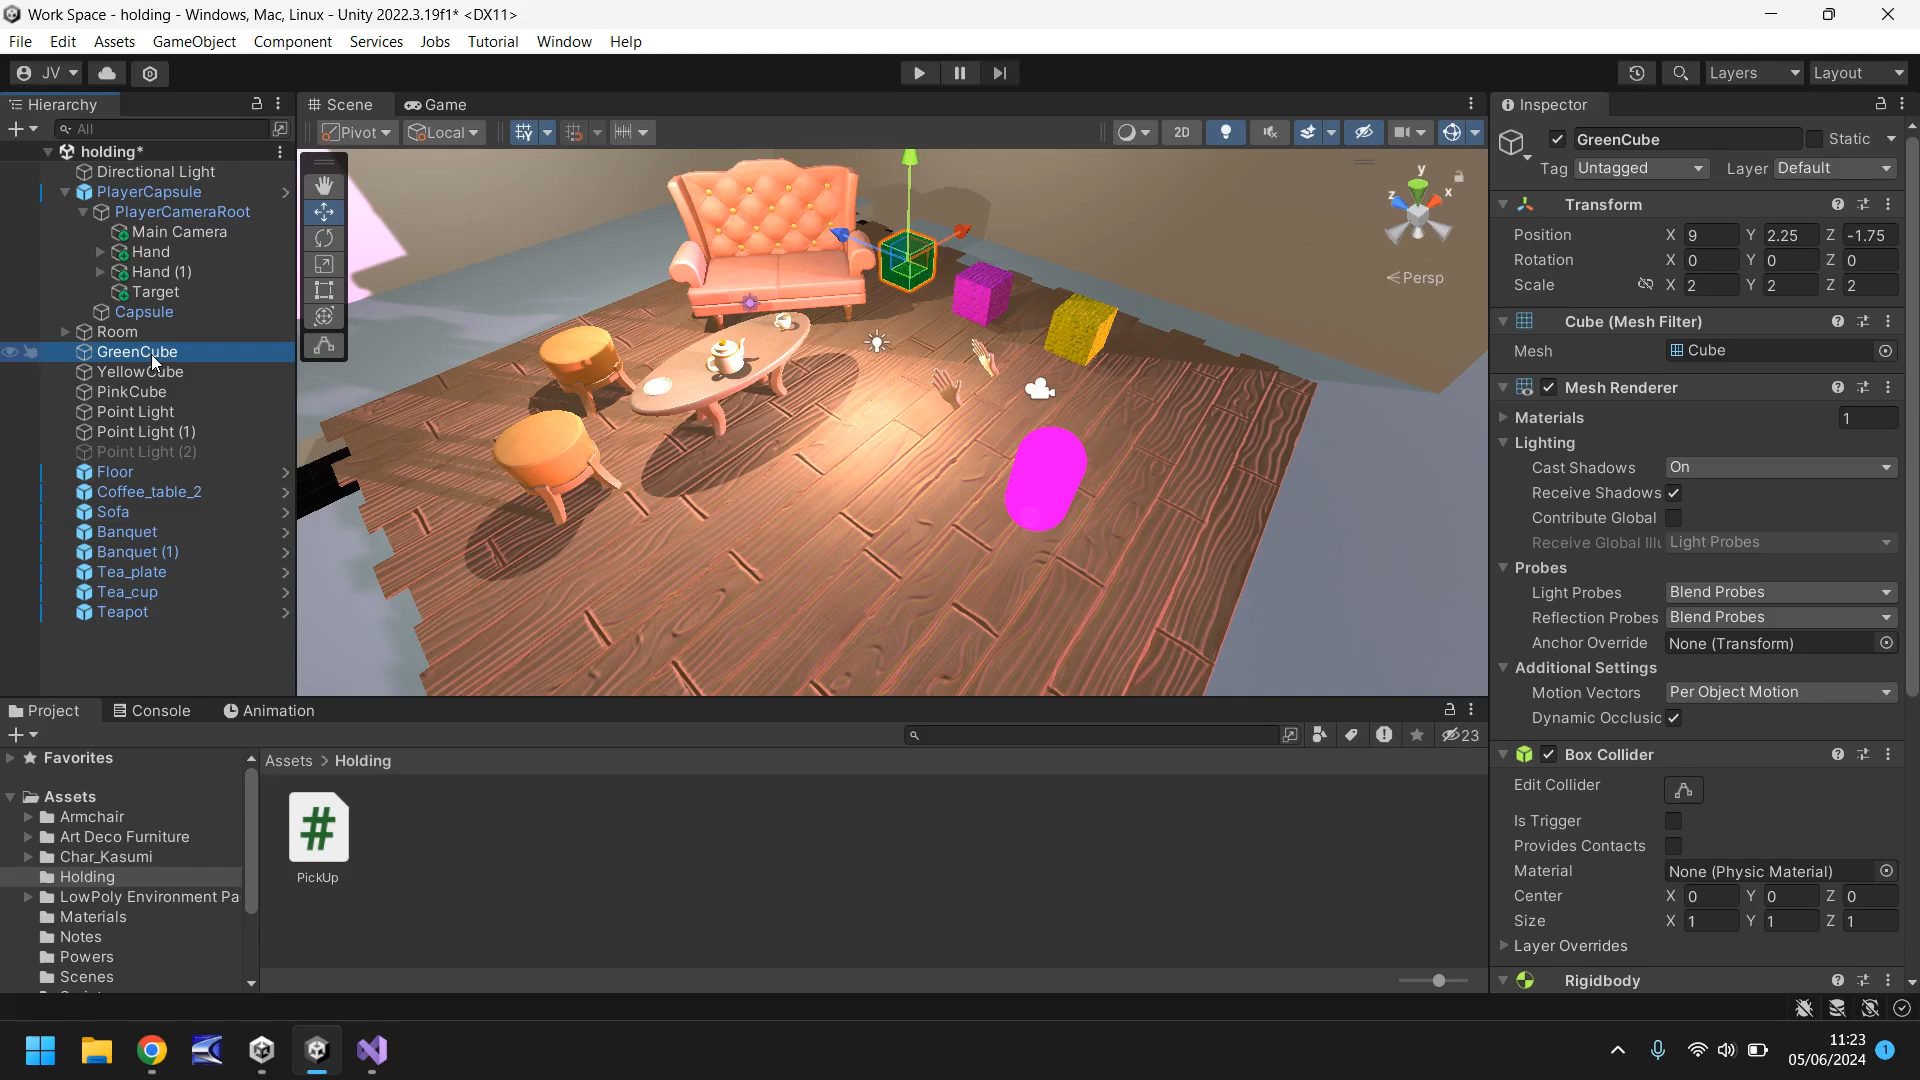 Work Space - holding - Windows, Mac, Linux - Unity 2022.3.19f1* <DX11>
File Edit Assets GameObject Component Services Jobs Tutorial Window Help
JV Layers Layout
Hierarchy
All
holding*
Directional Light
PlayerCapsule
PlayerCameraRoot
Main Camera
Hand
Hand (1)
Target
Capsule
Room
GreenCube
YellowCube
PinkCube
Point Light
Point Light (1)
Point Light (2)
Floor
Coffee_table_2
Sofa
Banquet
Banquet (1)
Tea_plate
Tea_cup
Teapot
Scene Game
Pivot Local 2D
y
z x
Persp
Inspector
GreenCube Static
Tag Untagged Layer Default
Transform
Position X 9 Y 2.25 Z -1.75
Rotation X 0 Y 0 Z 0
Scale X 2 Y 2 Z 2
Cube (Mesh Filter)
Mesh Cube
Mesh Renderer
Materials 1
Lighting
Cast Shadows On
Receive Shadows
Contribute Global
Receive Global Illu Light Probes
Probes
Light Probes Blend Probes
Reflection Probes Blend Probes
Anchor Override None (Transform)
Additional Settings
Motion Vectors Per Object Motion
Dynamic Occlusic
Box Collider
Edit Collider
Is Trigger
Provides Contacts
Material None (Physic Material)
Center X 0 Y 0 Z 0
Size X 1 Y 1 Z 1
Layer Overrides
Rigidbody
Project Console Animation
23
Favorites
Assets
Armchair
Art Deco Furniture
Char_Kasumi
Holding
LowPoly Environment Pa
Materials
Notes
Powers
Scenes
Assets > Holding
#
PickUp
11:23
05/06/2024
1